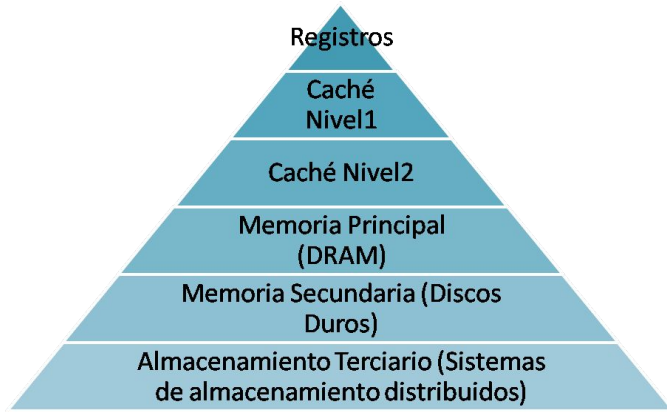 Registros
Caché
Nivel1
Caché Nivel2
Memoria Principal
(DRAM)
Memoria Secundaria (Discos
Duros)
Almacenamiento Terciario (Sistemas
de almacenamiento distribuidos)